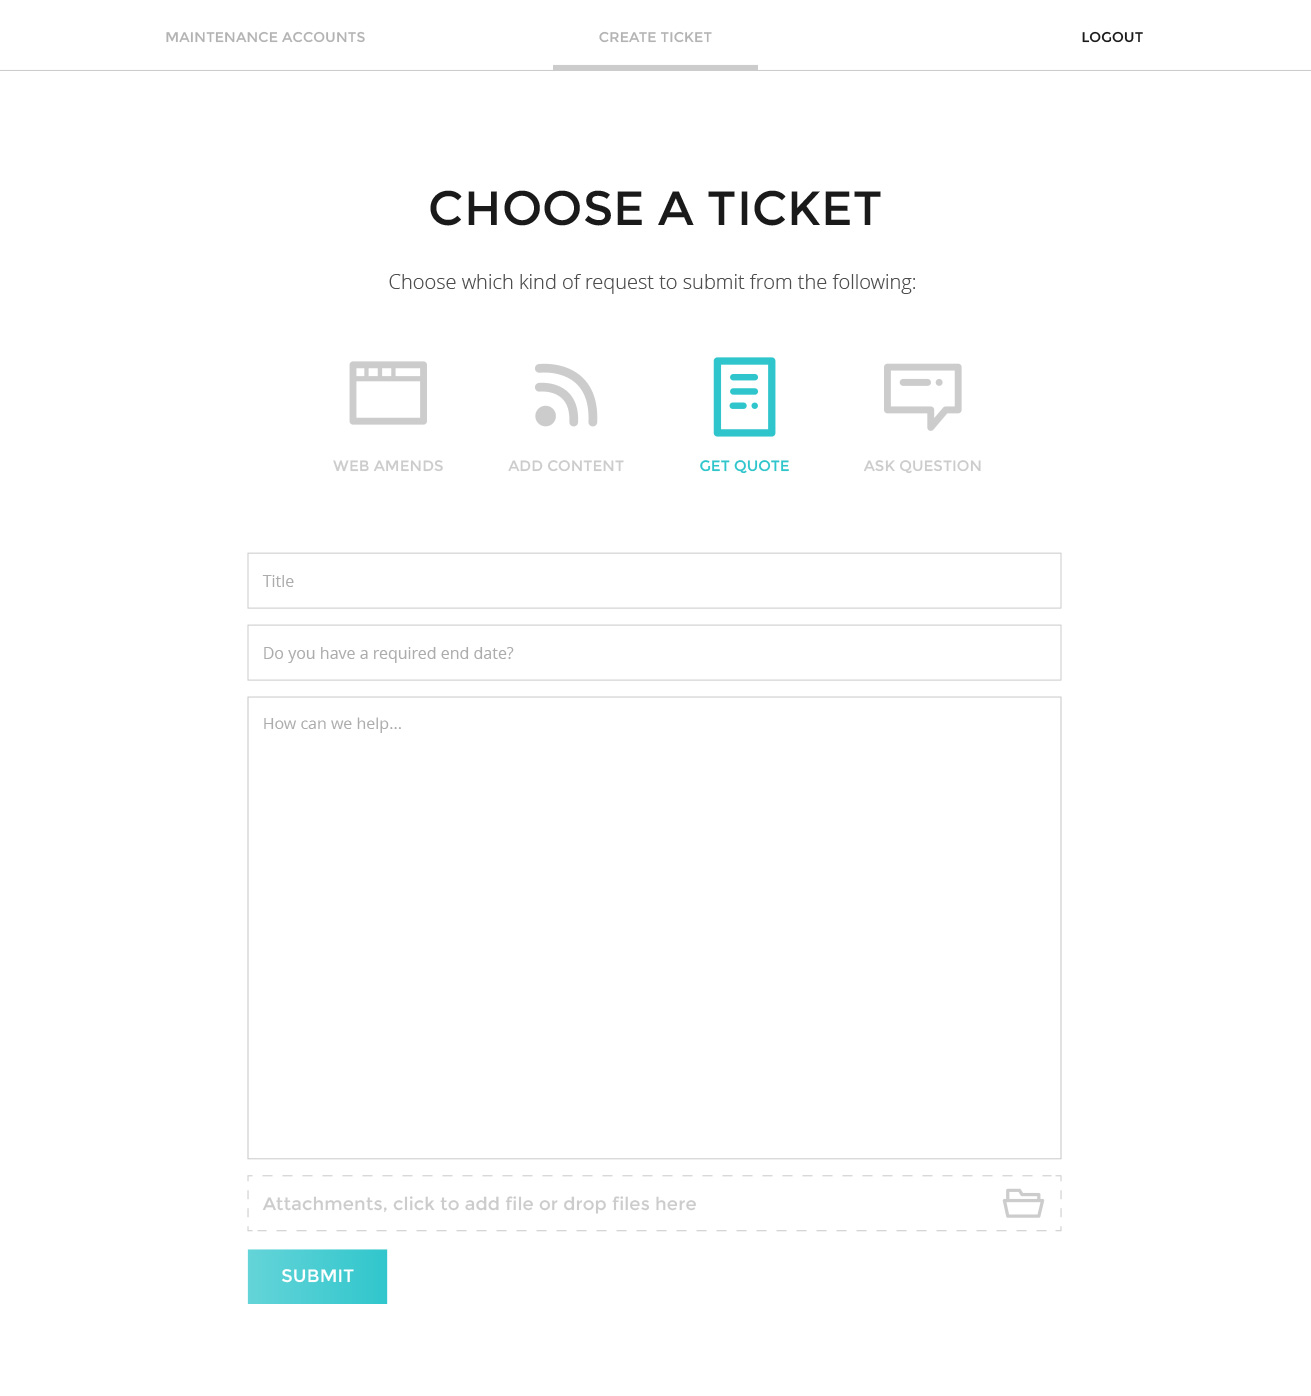 MAINTENANCE ACCOUNTS
CREATE TICKET
LOGOUT
CHOOSE A TICKET
Choose which kind of request to submit from the following:
WEB AMENDS
ADD CONTENT
GET QUOTE
ASK QUESTION
Title
Do you have a required end date?
How can we help...
Attachments, click to add file or drop files here
SUBMIT